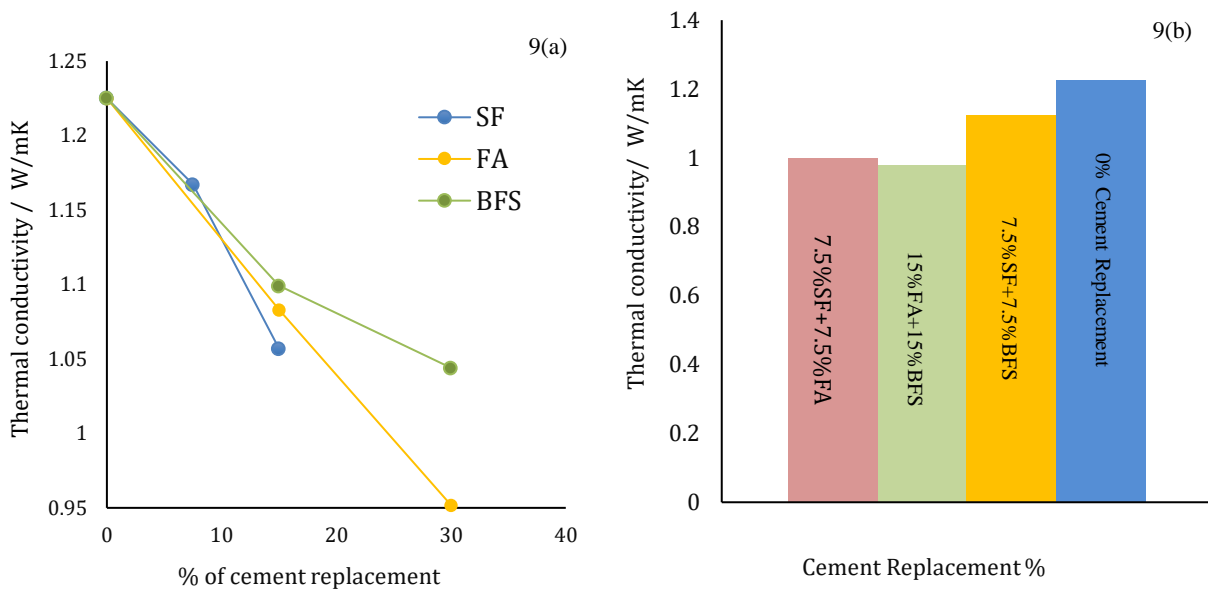 9(a)
Thermal conductivity / W/mK
1.25
1.2
1.15
1.1
1.05
1
0.95
0
10
20
30
40
% of cement replacement
SF
FA
BFS
9(b)
Thermal conductivity/ W/mK
1.4
1.2
1
0.8
0.6
0.4
0.2
0
7.5%SF+7.5%FA
15%FA+15%BFS
7.5%SF+7.5%BFS
0% Cement Replacement
Cement Replacement %